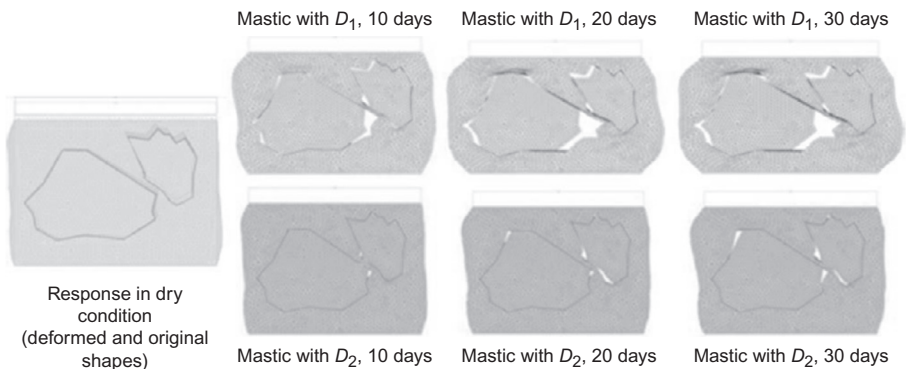 Mastic with D1, 10 days
Mastic with D1, 20 days
Mastic with D1, 30 days
Response in dry
condition
(deformed and original
shapes)
Mastic with D2, 10 days
Mastic with D2, 20 days
Mastic with D2, 30 days